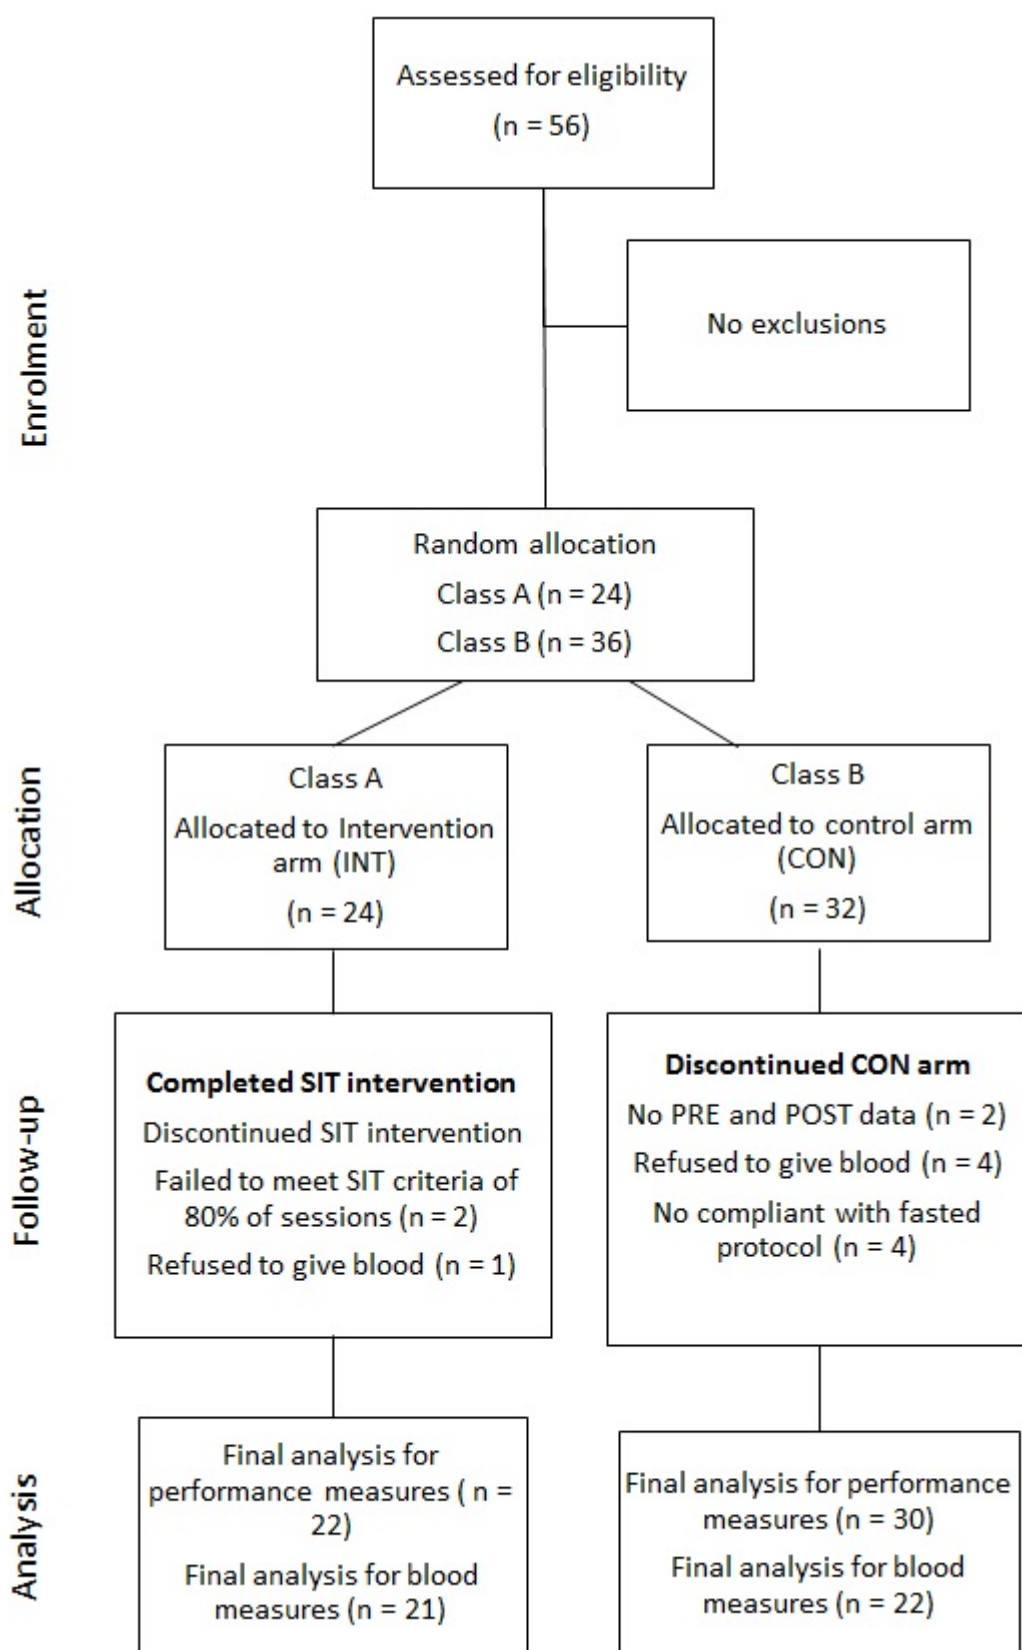 Assessed for eligibility
(n = 56)
Enrolment
No exclusions
Random allocation
Class A (n = 24)
Class B (n = 36)
Allocation
Class A
Allocated to Intervention
arm (INT)
(n = 24)
Class B
Allocated to control arm
(CON)
(n = 32)
Follow-up
Completed SIT intervention
Discontinued SIT intervention
Failed to meet SIT criteria of
80% of sessions (n = 2)
Refused to give blood (n = 1)
Discontinued CON arm
No PRE and POST data (n = 2)
Refused to give blood (n = 4)
No compliant with fasted
protocol (n = 4)
Analysis
Final analysis for
performance measures ( n =
22)
Final analysis for blood
measures (n = 21)
Final analysis for performance
measures (n = 30)
Final analysis for blood
measures (n = 22)